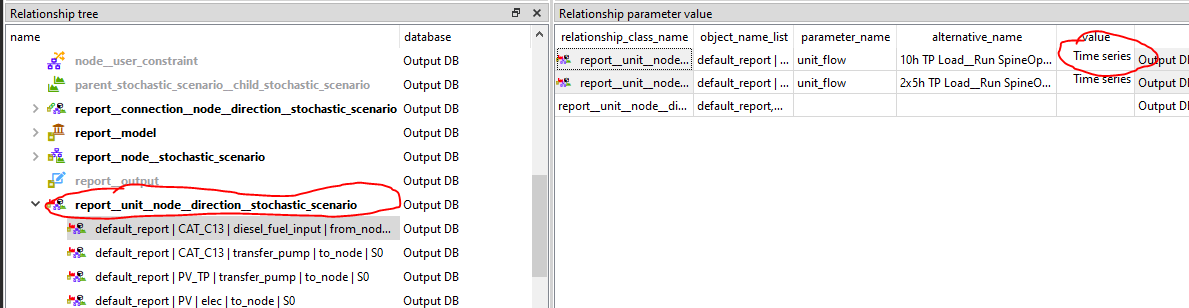 Relationship tree
name database
node__user_constraint Output DB
parent_stochastic_scenario__child_stochastic_scenario Output DB
report__connection__node__direction__stochastic_scenario Output DB
report__model Output DB
report__node__stochastic_scenario Output DB
report__output Output DB
report__unit__node__direction__stochastic_scenario Output DB
default_report | CAT_C13 | diesel_fuel_input | from_nod... Output DB
default_report | CAT_C13 | transfer_pump | to_node | S0 Output DB
default_report | PV_TP | transfer_pump | to_node | S0 Output DB
default_report | PV | elec | to_node | S0 Output DB
Relationship parameter value
relationship_class_name object_name_list parameter_name alternative_name value
report__unit__node... default_report | ... unit_flow 10h TP Load__Run SpineOp... Time series Output DB
report__unit__node... default_report | ... unit_flow 2x5h TP Load__Run SpineO... Time series Output DB
report__unit__node__di... default_report,... Output DB